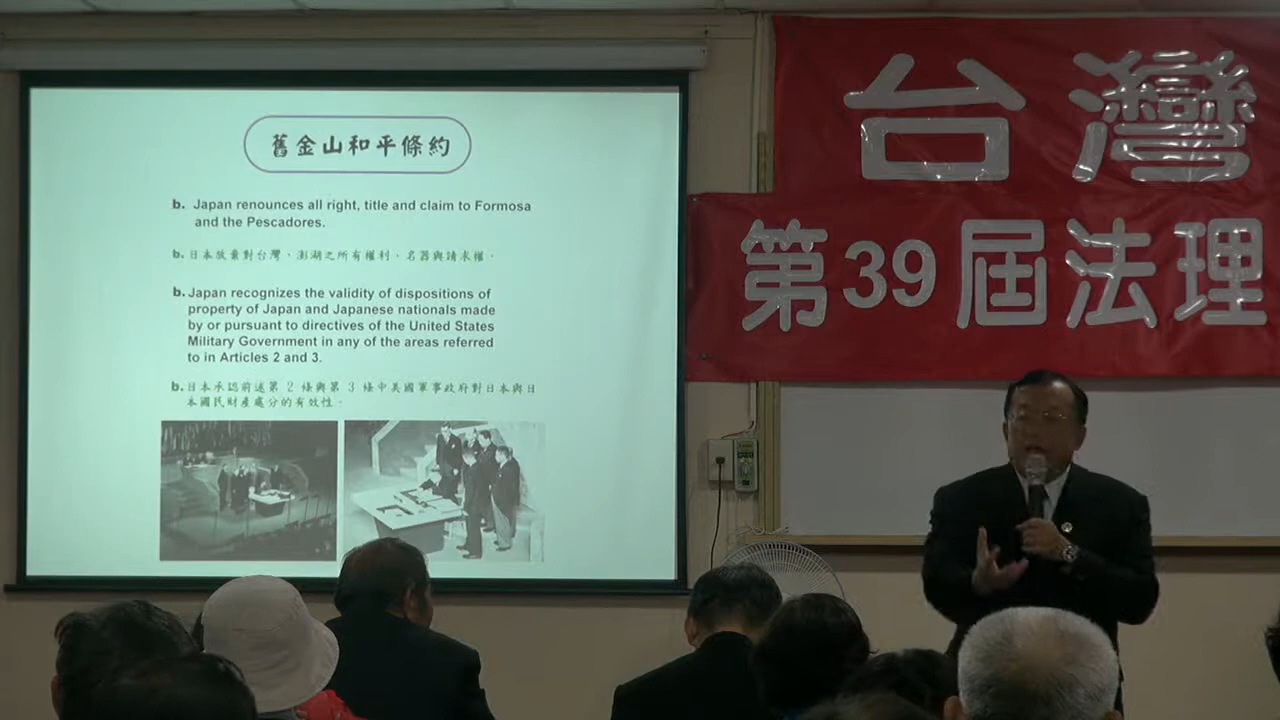 舊金山和平條約
b. Japan renounces all right, title and claim to Formosa
and the Pescadores.
b. 日本放棄對台灣、澎湖之所有權利、名器與請求權。
b. Japan recognizes the validity of dispositions of
property of Japan and Japanese nationals made
by or pursuant to directives of the United States
Military Government in any of the areas referred
to in Articles 2 and 3.
b. 日本承認前述第 2 條與第 3 條中美國軍事政府對日本與日
本國民財產處分的有效性。
台灣
第39屆法理